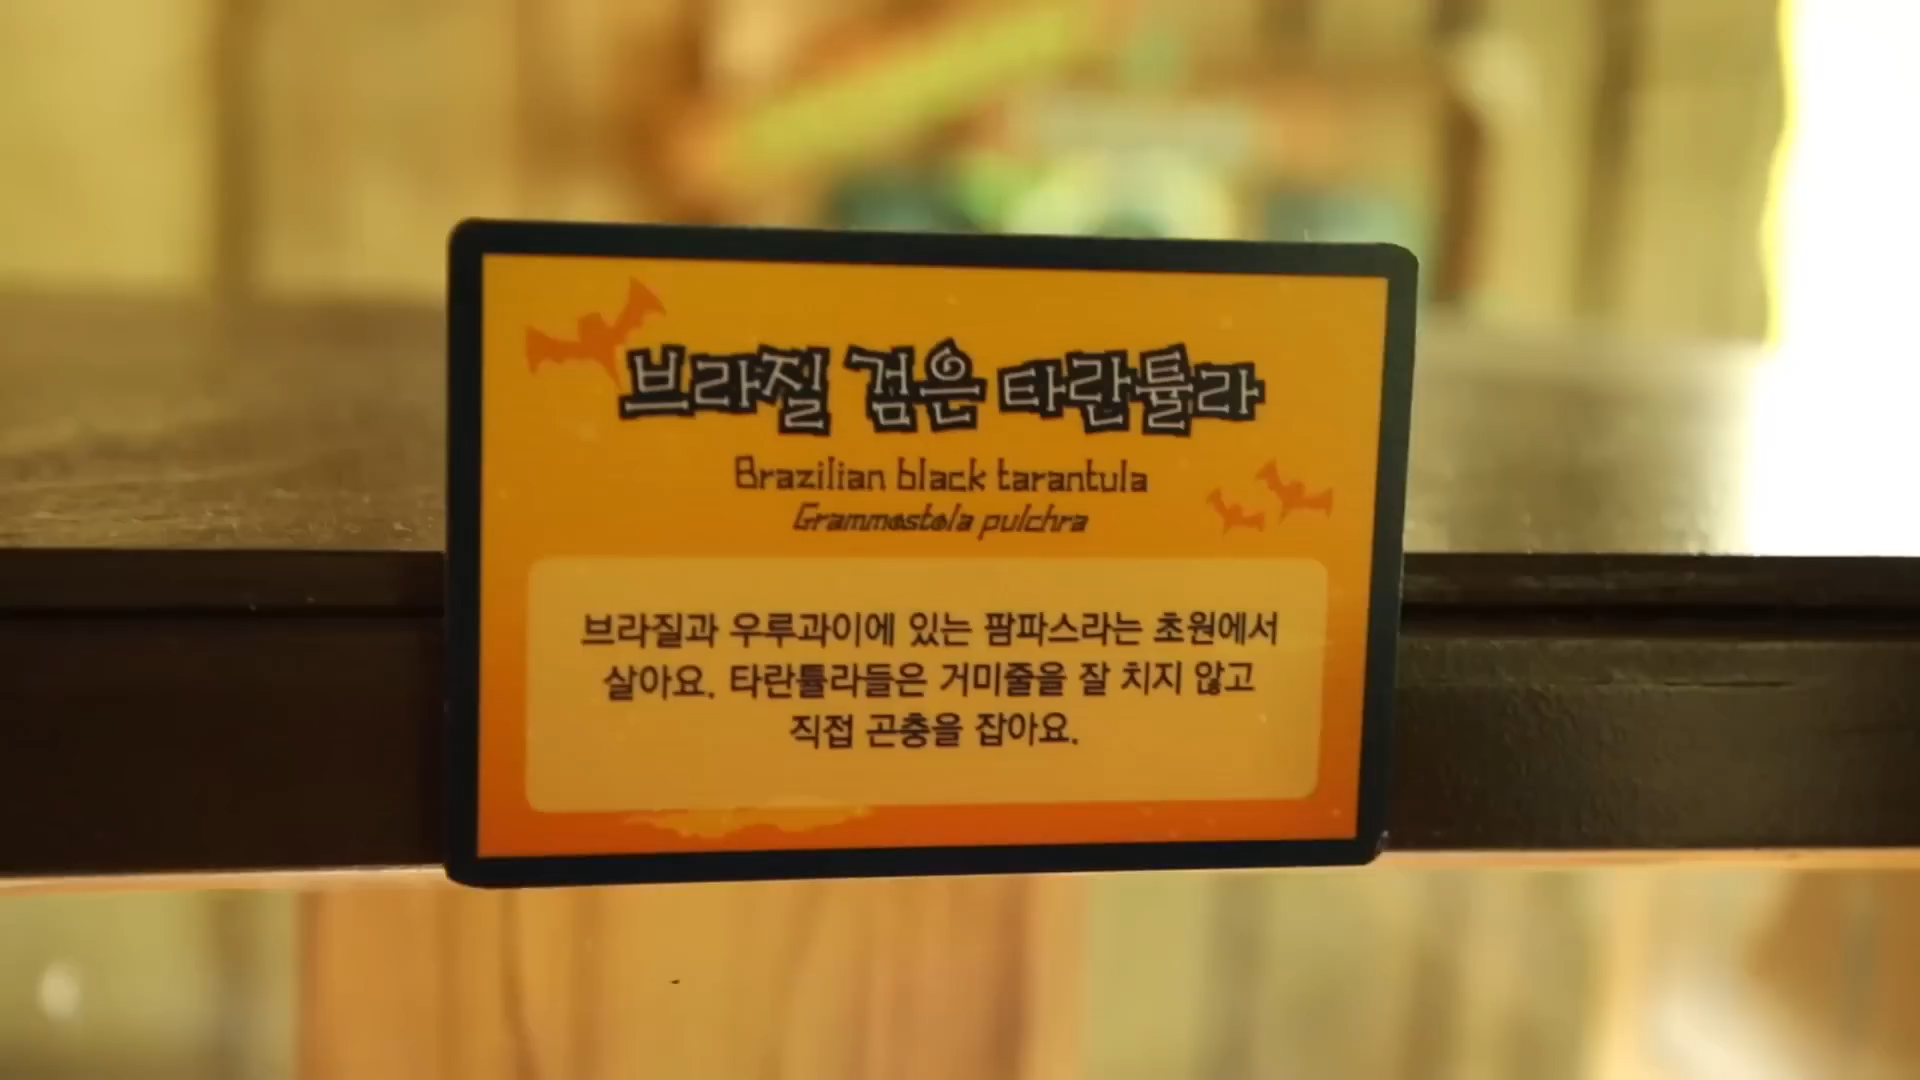 브라질 검은 타란튤라
Brazilian black tarantula
Grammostola pulchra
브라질과 우루과이에 있는 팜파스라는 초원에서
살아요. 타란튤라들은 거미줄을 잘 치지 않고
직접 곤충을 잡아요.